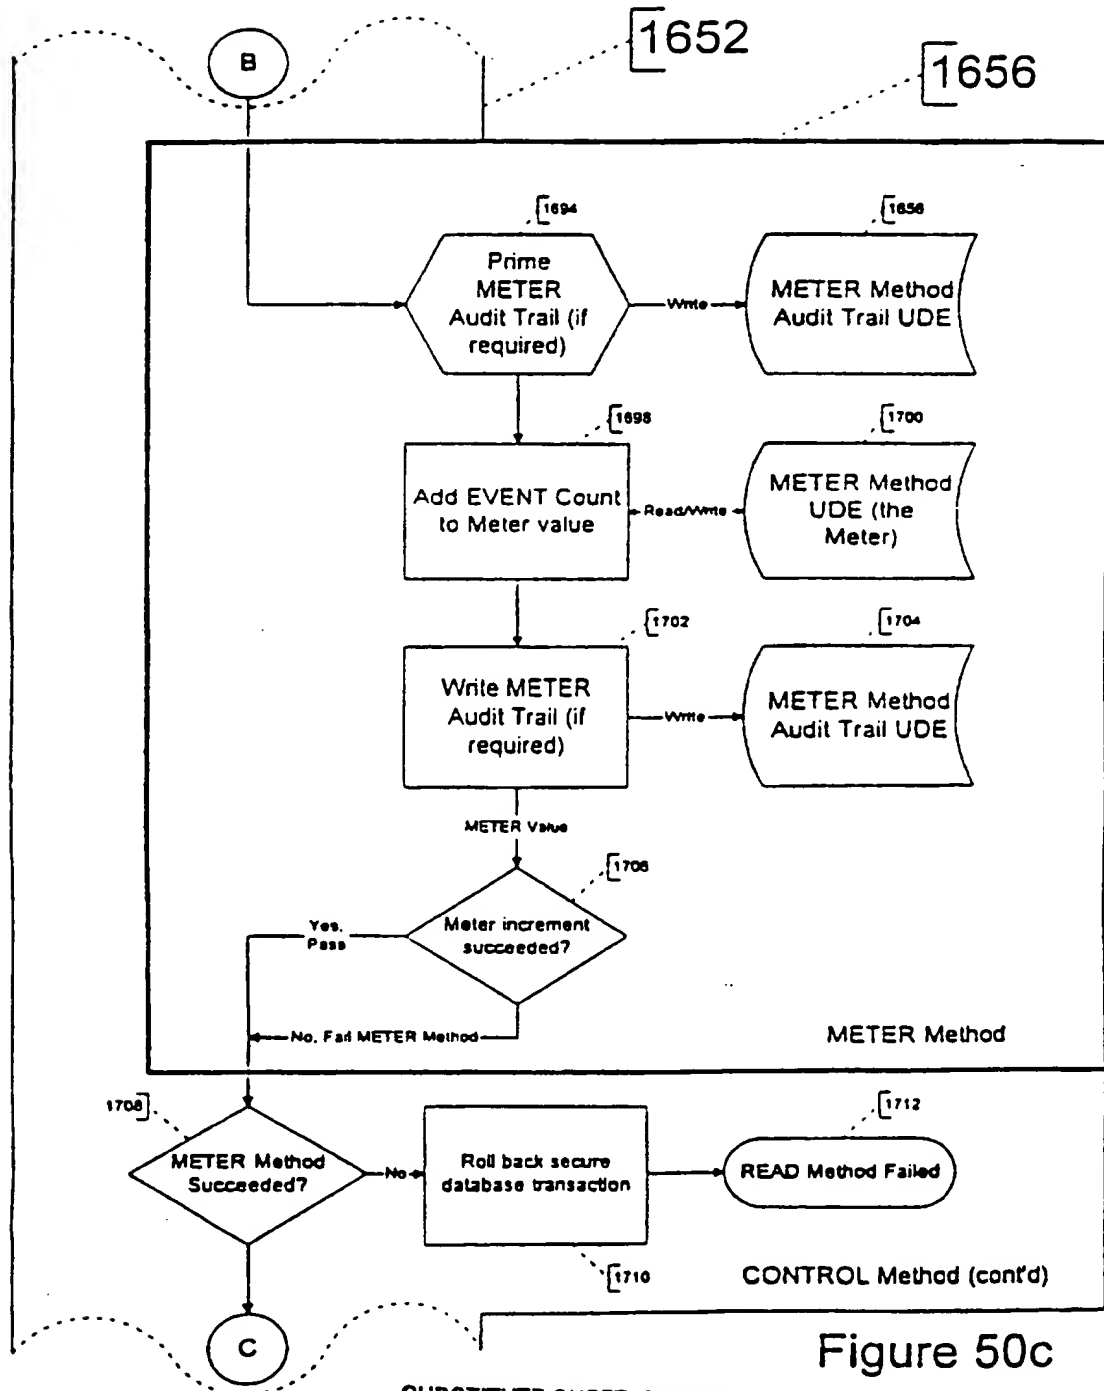 B
1652
1656
1694
Prime
METER
Audit Trail (if
required)
Write
1656
METER Method
Audit Trail UDE
1698
Add EVENT Count
to Meter value
Read/Write
1700
METER Method
UDE (the
Meter)
1702
Write METER
Audit Trail (if
required)
Write
1704
METER Method
Audit Trail UDE
METER Value
1706
Meter increment
succeeded?
Yes,
Pass
No, Fail METER Method
METER Method
1708
METER Method
Succeeded?
No
Roll back secure
database transaction
1710
1712
READ Method Failed
CONTROL Method (cont'd)
C
Figure 50c